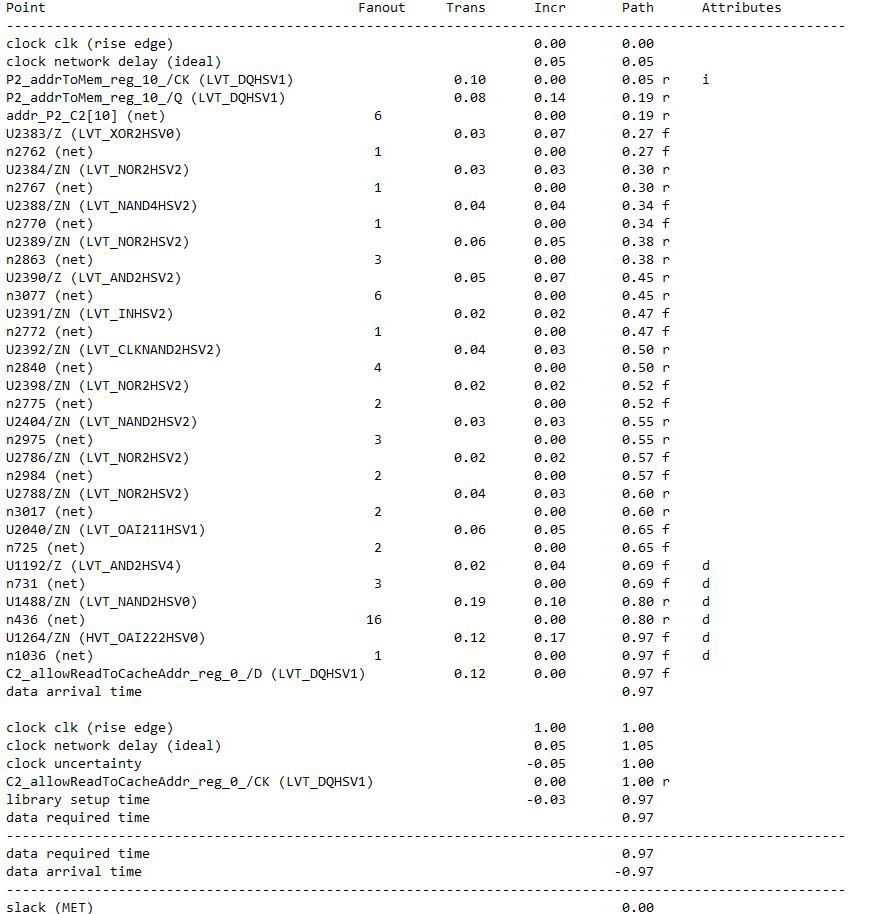 Point                                       Fanout     Trans      Incr       Path      Attributes
---------------------------------------------------------------------------------------------------------
clock clk (rise edge)                                             0.00       0.00
clock network delay (ideal)                                       0.05       0.05
P2_addrToMem_reg_10_/CK (LVT_DQHSV1)                    0.10      0.00       0.05 r    i
P2_addrToMem_reg_10_/Q (LVT_DQHSV1)                     0.08      0.14       0.19 r
addr_P2_C2[10] (net)                          6                   0.00       0.19 r
U2383/Z (LVT_XOR2HSV0)                                  0.03      0.07       0.27 f
n2762 (net)                                   1                   0.00       0.27 f
U2384/ZN (LVT_NOR2HSV2)                                 0.03      0.03       0.30 r
n2767 (net)                                   1                   0.00       0.30 r
U2388/ZN (LVT_NAND4HSV2)                                0.04      0.04       0.34 f
n2770 (net)                                   1                   0.00       0.34 f
U2389/ZN (LVT_NOR2HSV2)                                 0.06      0.05       0.38 r
n2863 (net)                                   3                   0.00       0.38 r
U2390/Z (LVT_AND2HSV2)                                  0.05      0.07       0.45 r
n3077 (net)                                   6                   0.00       0.45 r
U2391/ZN (LVT_INHSV2)                                   0.02      0.02       0.47 f
n2772 (net)                                   1                   0.00       0.47 f
U2392/ZN (LVT_CLKNAND2HSV2)                             0.04      0.03       0.50 r
n2840 (net)                                   4                   0.00       0.50 r
U2398/ZN (LVT_NOR2HSV2)                                 0.02      0.02       0.52 f
n2775 (net)                                   2                   0.00       0.52 f
U2404/ZN (LVT_NAND2HSV2)                                0.03      0.03       0.55 r
n2975 (net)                                   3                   0.00       0.55 r
U2786/ZN (LVT_NOR2HSV2)                                 0.02      0.02       0.57 f
n2984 (net)                                   2                   0.00       0.57 f
U2788/ZN (LVT_NOR2HSV2)                                 0.04      0.03       0.60 r
n3017 (net)                                   2                   0.00       0.60 r
U2040/ZN (LVT_OAI211HSV1)                               0.06      0.05       0.65 f
n725 (net)                                    2                   0.00       0.65 f
U1192/Z (LVT_AND2HSV4)                                  0.02      0.04       0.69 f    d
n731 (net)                                    3                   0.00       0.69 f    d
U1488/ZN (LVT_NAND2HSV0)                                0.19      0.10       0.80 r    d
n436 (net)                                   16                   0.00       0.80 r    d
U1264/ZN (HVT_OAI222HSV0)                               0.12      0.17       0.97 f    d
n1036 (net)                                   1                   0.00       0.97 f    d
C2_allowReadToCacheAddr_reg_0_/D (LVT_DQHSV1)           0.12      0.00       0.97 f
data arrival time                                                            0.97
clock clk (rise edge)                                             1.00       1.00
clock network delay (ideal)                                       0.05       1.05
clock uncertainty                                                -0.05       1.00
C2_allowReadToCacheAddr_reg_0_/CK (LVT_DQHSV1)                    0.00       1.00 r
library setup time                                               -0.03       0.97
data required time                                                           0.97
---------------------------------------------------------------------------------------------------------
data required time                                                           0.97
data arrival time                                                           -0.97
---------------------------------------------------------------------------------------------------------
slack (MET)                                                                  0.00